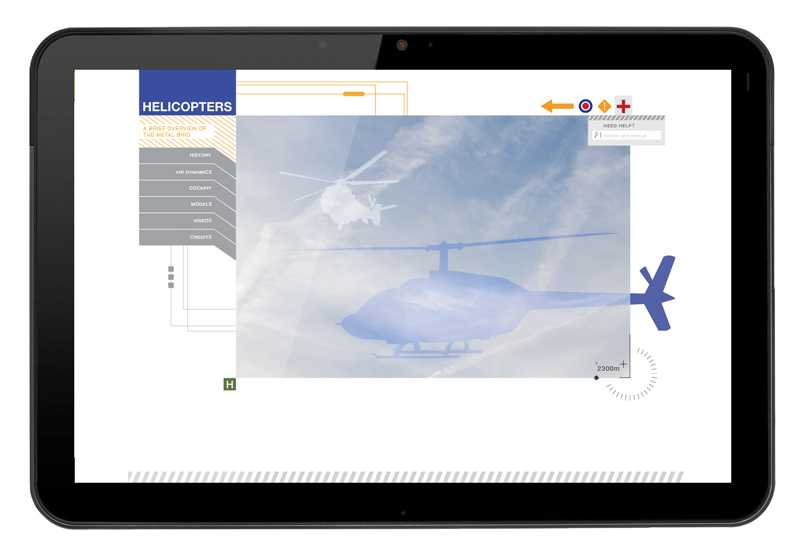 HELICOPTERS
A BRIEF OVERVIEW OF
THE METAL BIRD
HISTORY
AIR DYNAMICS
COCKPIT
MODELS
VIDEOS
CREDITS
!
NEED HELP?
Search and rescue
2300m
H